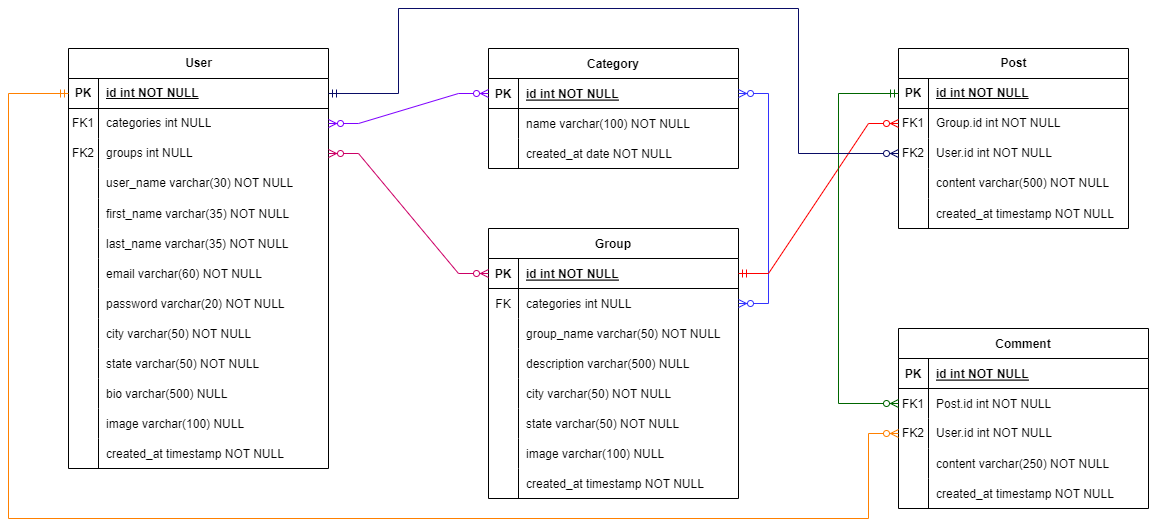 User
PK id int NOT NULL
FK1 categories int NULL
FK2 groups int NULL
user_name varchar(30) NOT NULL
first_name varchar(35) NOT NULL
last_name varchar(35) NOT NULL
email varchar(60) NOT NULL
password varchar(20) NOT NULL
city varchar(50) NOT NULL
state varchar(50) NOT NULL
bio varchar(500) NULL
image varchar(100) NULL
created_at timestamp NOT NULL
Category
PK id int NOT NULL
name varchar(100) NOT NULL
created_at date NOT NULL
Group
PK id int NOT NULL
FK categories int NULL
group_name varchar(50) NOT NULL
description varchar(500) NULL
city varchar(50) NOT NULL
state varchar(50) NOT NULL
image varchar(100) NULL
created_at timestamp NOT NULL
Post
PK id int NOT NULL
FK1 Group.id int NOT NULL
FK2 User.id int NOT NULL
content varchar(500) NOT NULL
created_at timestamp NOT NULL
Comment
PK id int NOT NULL
FK1 Post.id int NOT NULL
FK2 User.id int NOT NULL
content varchar(250) NOT NULL
created_at timestamp NOT NULL